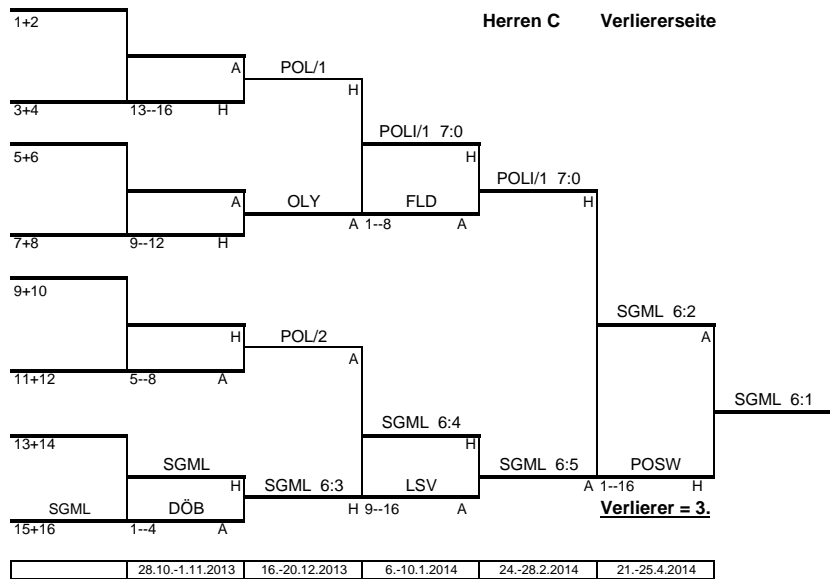 Herren C Verliererseite
1+2
A POL/1
H
3+4 13--16 H
POLI/1 7:0
5+6 H
POLI/1 7:0
A OLY FLD H
7+8 9--12 H A 1--8 A
9+10
SGML 6:2
H POL/2 A
A
11+12 5--8 A
SGML 6:1
SGML 6:4
13+14 H
SGML SGML 6:5 POSW
H SGML 6:3 LSV A 1--16 H
SGML DÖB H 9--16 A Verlierer = 3.
15+16 1--4 A
28.10.-1.11.2013 16.-20.12.2013 6.-10.1.2014 24.-28.2.2014 21.-25.4.2014